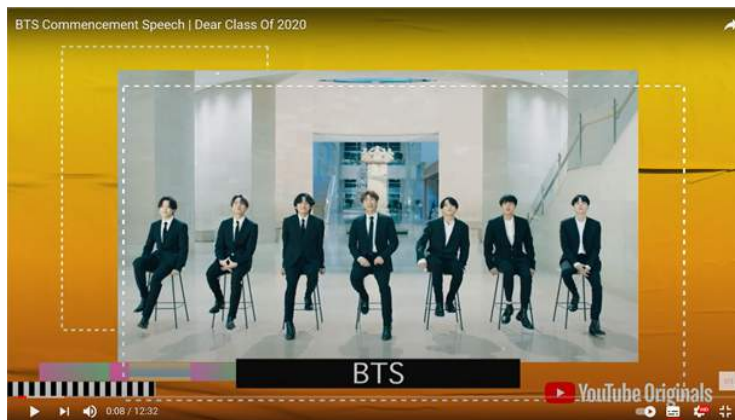 BTS Commencement Speech | Dear Class Of 2020
BTS
YouTube Originals
0:08 / 12:32